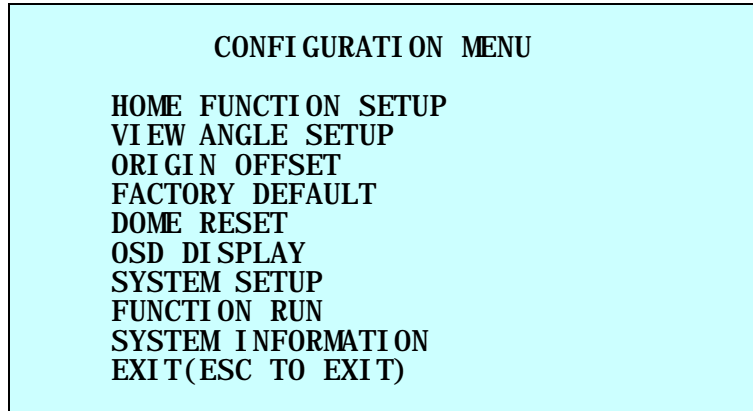 CONFIGURATION MENU
HOME FUNCTION SETUP
VIEW ANGLE SETUP
ORIGIN OFFSET
FACTORY DEFAULT
DOME RESET
OSD DISPLAY
SYSTEM SETUP
FUNCTION RUN
SYSTEM INFORMATION
EXIT(ESC TO EXIT)